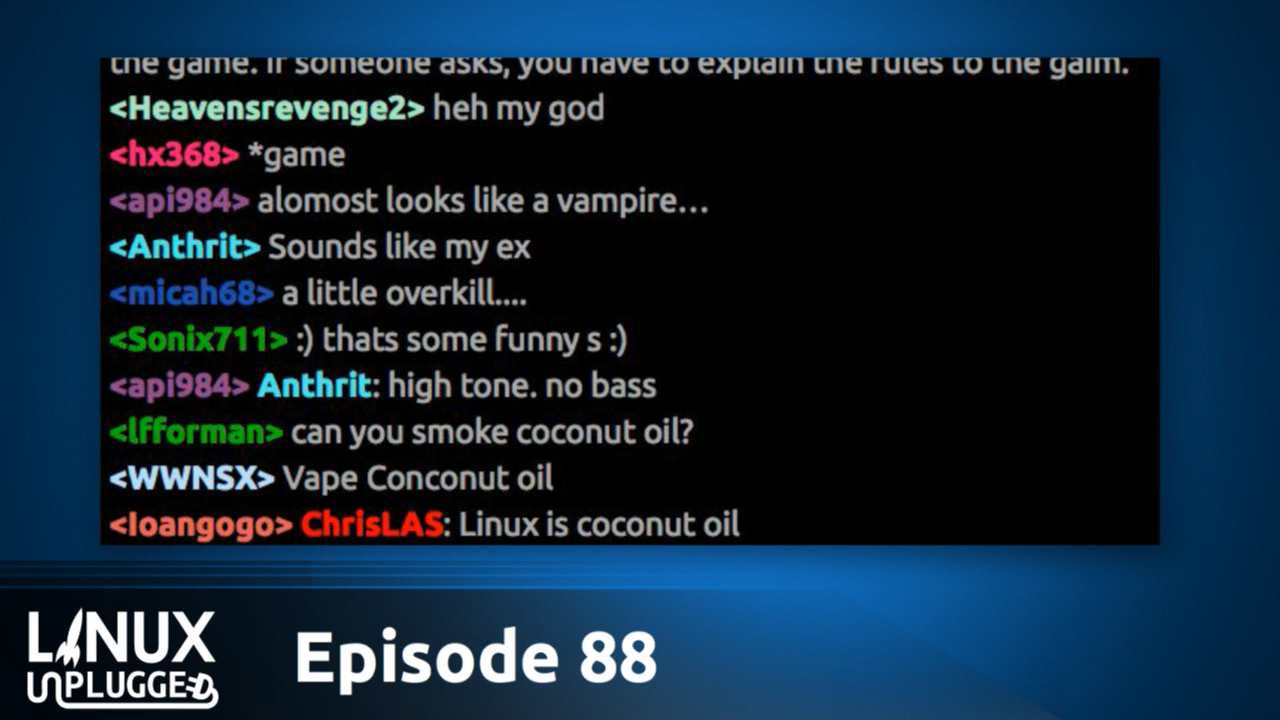 the game. If someone asks, you have to explain the rules to the gaim.
<Heavensrevenge2> heh my god
<hx368> *game
<api984> alomost looks like a vampire...
<Anthrit> Sounds like my ex
<micah68> a little overkill....
<Sonix711> :) thats some funny s :)
<api984> Anthrit: high tone. no bass
<lfforman> can you smoke coconut oil?
<WWNSX> Vape Conconut oil
<Ioangogo> ChrisLAS: Linux is coconut oil
LINUX
UNPLUGGED
Episode 88